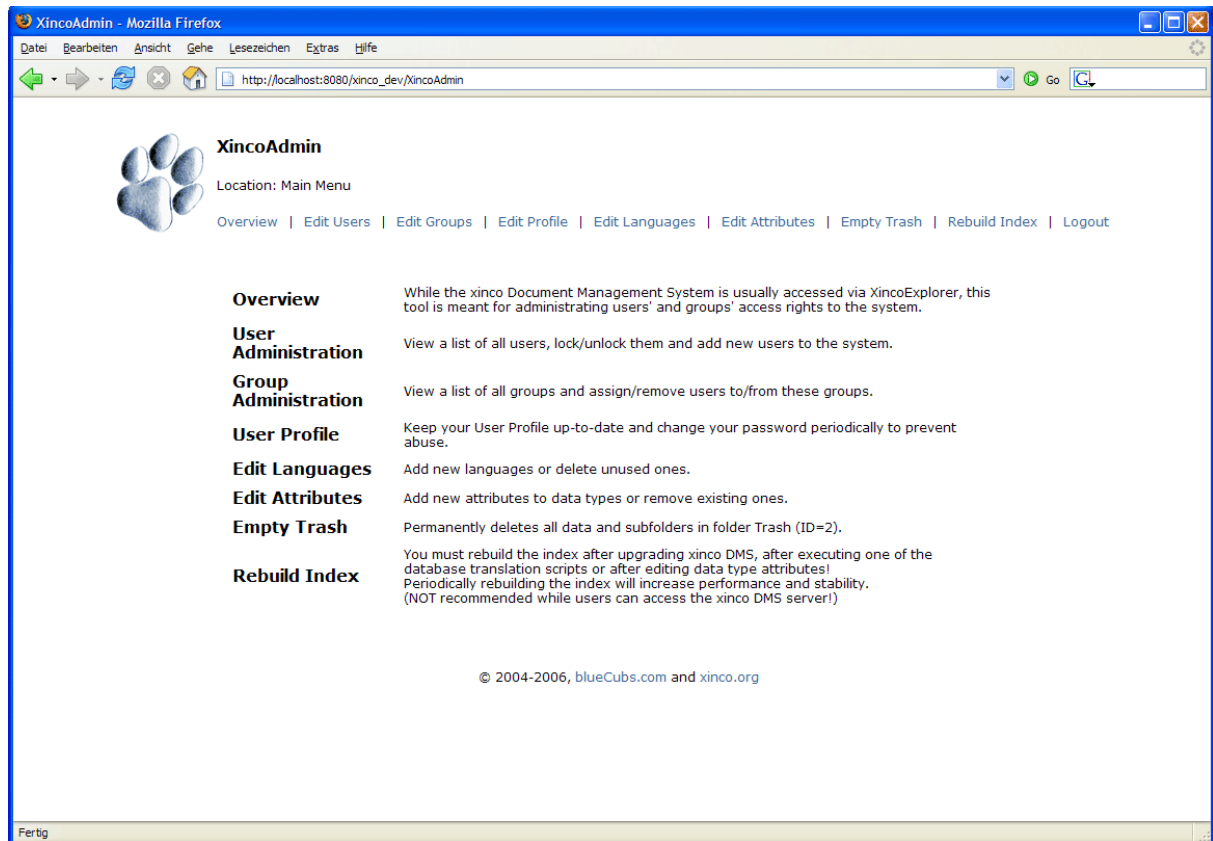 XincoAdmin - Mozilla Firefox
Datei Bearbeiten Ansicht Gehe Lesezeichen Extras Hilfe
http://localhost:8080/xinco_dev/XincoAdmin Go G
XincoAdmin
Location: Main Menu
Overview | Edit Users | Edit Groups | Edit Profile | Edit Languages | Edit Attributes | Empty Trash | Rebuild Index | Logout
Overview
While the xinco Document Management System is usually accessed via XincoExplorer, this
tool is meant for administrating users' and groups' access rights to the system.
User
Administration
View a list of all users, lock/unlock them and add new users to the system.
Group
Administration
View a list of all groups and assign/remove users to/from these groups.
User Profile
Keep your User Profile up-to-date and change your password periodically to prevent
abuse.
Edit Languages
Add new languages or delete unused ones.
Edit Attributes
Add new attributes to data types or remove existing ones.
Empty Trash
Permanently deletes all data and subfolders in folder Trash (ID=2).
Rebuild Index
You must rebuild the index after upgrading xinco DMS, after executing one of the
database translation scripts or after editing data type attributes!
Periodically rebuilding the index will increase performance and stability.
(NOT recommended while users can access the xinco DMS server!)
© 2004-2006, blueCubs.com and xinco.org
Fertig